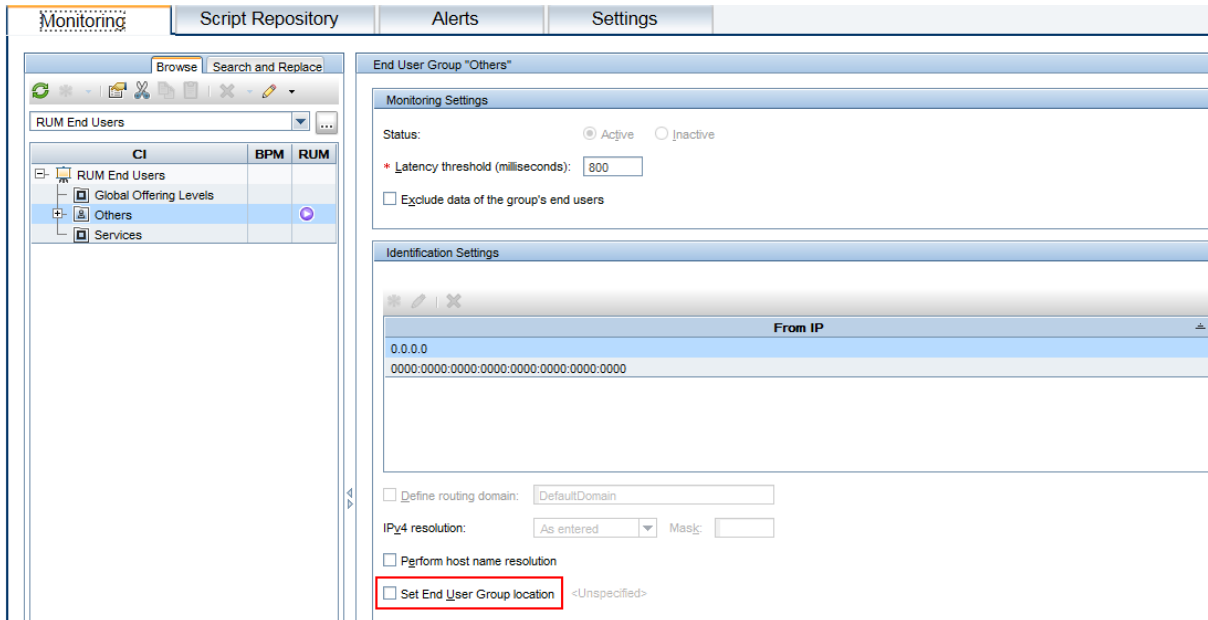 Monitoring Script Repository Alerts Settings
Browse Search and Replace
RUM End Users
CI BPM RUM
RUM End Users
Global Offering Levels
Others
Services
End User Group "Others"
Monitoring Settings
Status: Active Inactive
* Latency threshold (milliseconds): 800
Exclude data of the group's end users
Identification Settings
From IP
0.0.0.0
0000:0000:0000:0000:0000:0000:0000:0000
Define routing domain: DefaultDomain
IPv4 resolution: As entered Mask:
Perform host name resolution
Set End User Group location <Unspecified>